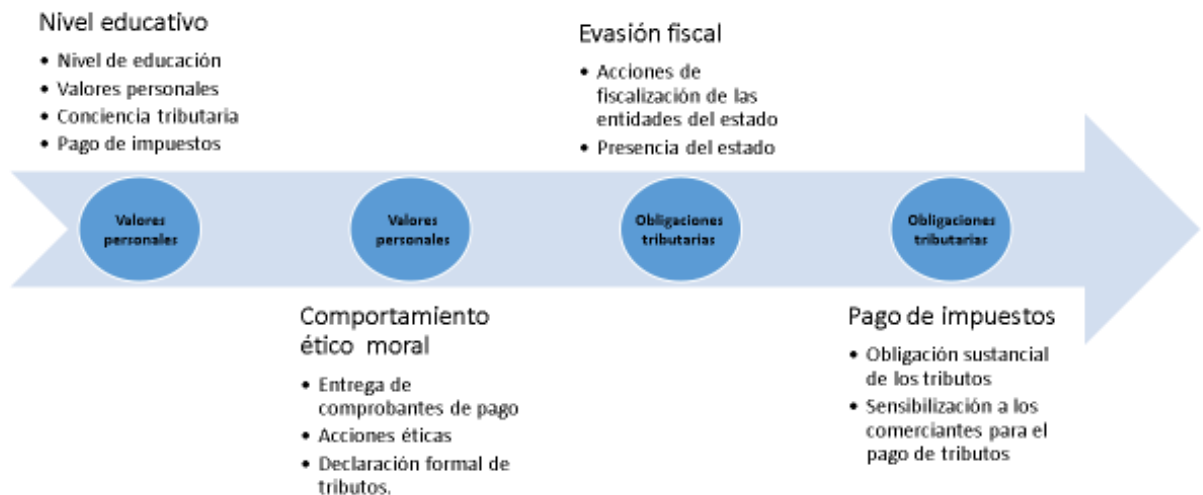 Nivel educativo
• Nivel de educación
• Valores personales
• Conciencia tributaria
• Pago de impuestos
Evasión fiscal
• Acciones de
fiscalización de las
entidades del estado
• Presencia del estado
Valores
personales
Valores
personales
Obligaciones
tributarias
Obligaciones
tributarias
Comportamiento
ético moral
• Entrega de
comprobantes de pago
• Acciones éticas
• Declaración formal de
tributos.
Pago de impuestos
• Obligación sustancial
de los tributos
• Sensibilización a los
comerciantes para el
pago de tributos